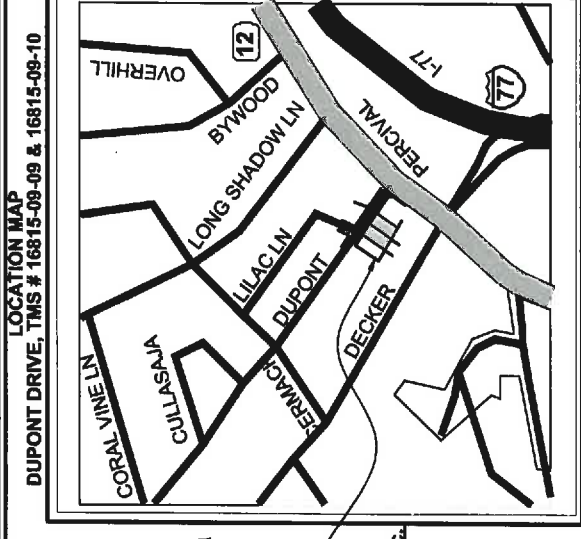 LOCATION MAP
DUPONT DRIVE, TMS # 16815-09-09 & 16815-09-10
OVERHILL
12
BYWOOD
I-77
77
LONG SHADOW LN
PERCIVAL
LILAC LN
DUPONT
DECKER
CORAL VINE LN
CULLASAJA